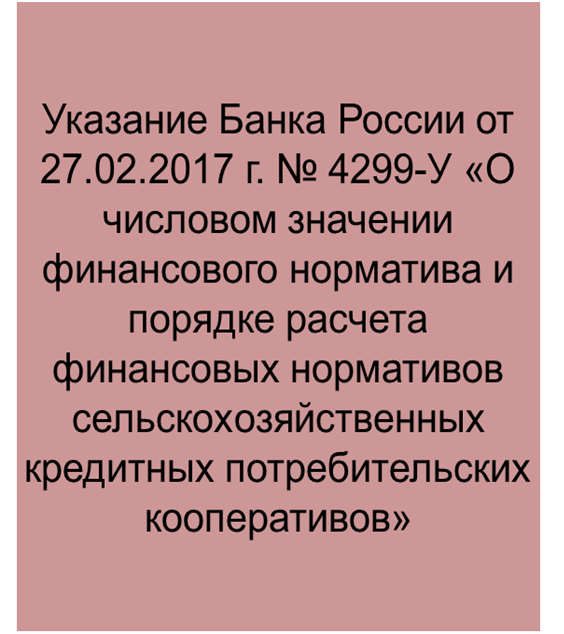 Указание Банка России от
27.02.2017 г. № 4299-У «О
числовом значении
финансового норматива и
порядке расчета
финансовых нормативов
сельскохозяйственных
кредитных потребительских
кооперативов»